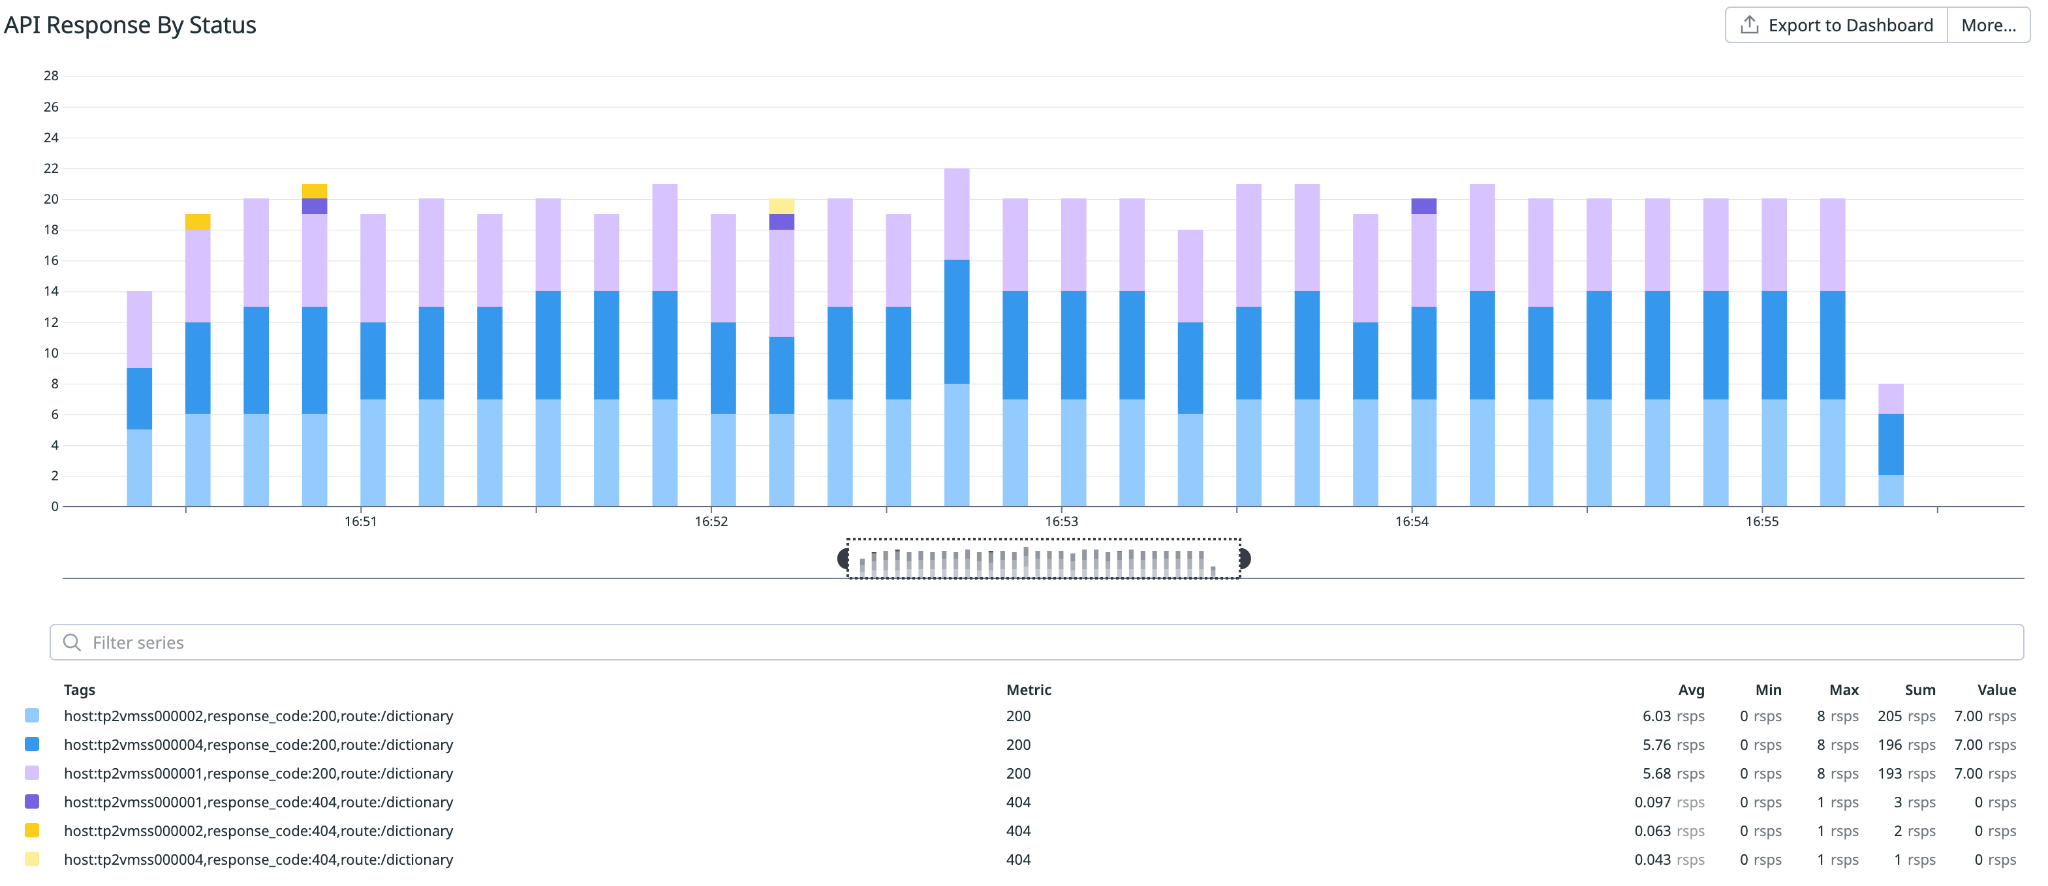 API Response By Status
Export to Dashboard
More...
28
26
24
22
20
18
16
14
12
10
8
6
4
2
0
16:51 16:52 16:53 16:54 16:55
Filter series
Tags Metric Avg Min Max Sum Value
host:tp2vmss000002,response_code:200,route:/dictionary 200 6.03 rsps 0 rsps 8 rsps 205 rsps 7.00 rsps
host:tp2vmss000004,response_code:200,route:/dictionary 200 5.76 rsps 0 rsps 8 rsps 196 rsps 7.00 rsps
host:tp2vmss000001,response_code:200,route:/dictionary 200 5.68 rsps 0 rsps 8 rsps 193 rsps 7.00 rsps
host:tp2vmss000001,response_code:404,route:/dictionary 404 0.097 rsps 0 rsps 1 rsps 3 rsps 0 rsps
host:tp2vmss000002,response_code:404,route:/dictionary 404 0.063 rsps 0 rsps 1 rsps 2 rsps 0 rsps
host:tp2vmss000004,response_code:404,route:/dictionary 404 0.043 rsps 0 rsps 1 rsps 1 rsps 0 rsps